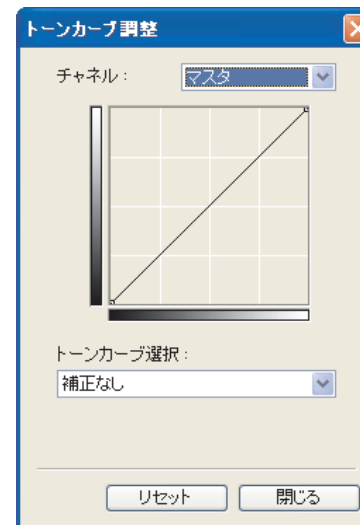 トーンカーブ調整
チャネル： マスタ
トーンカーブ選択：
補正なし
リセット 閉じる